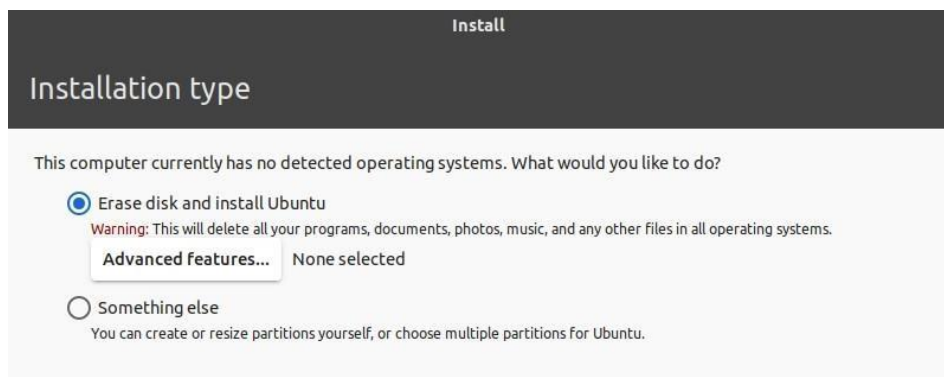 Install
Installation type
This computer currently has no detected operating systems. What would you like to do?
Erase disk and install Ubuntu
Warning: This will delete all your programs, documents, photos, music, and any other files in all operating systems.
Advanced features... None selected
Something else
You can create or resize partitions yourself, or choose multiple partitions for Ubuntu.